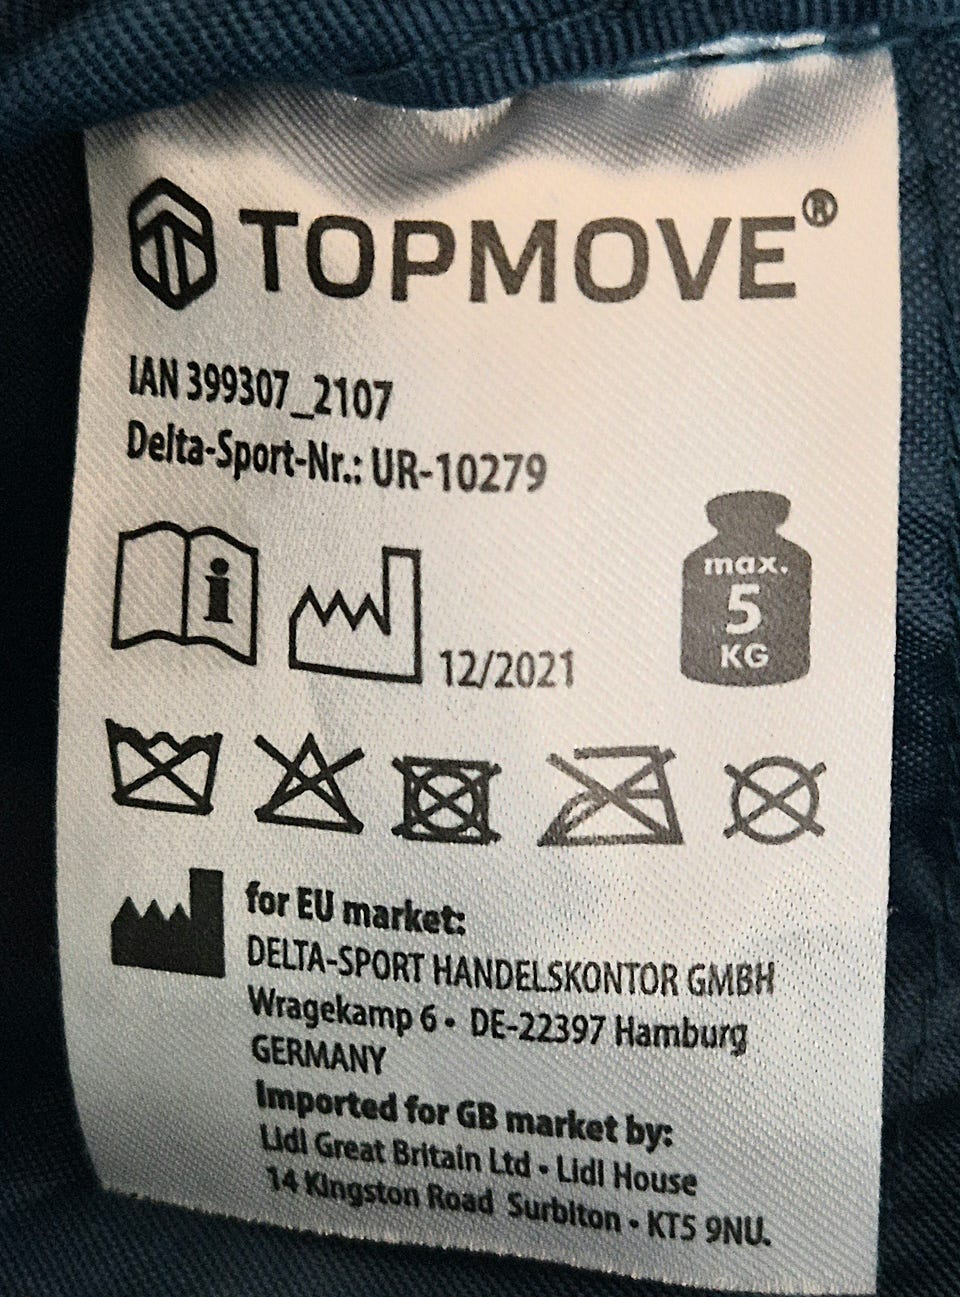 TOPMOVE®
IAN 399307_2107
Delta-Sport-Nr.: UR-10279
i
12/2021
max.
5
KG
for EU market:
DELTA-SPORT HANDELSKONTOR GMBH
Wragekamp 6 • DE-22397 Hamburg
GERMANY
Imported for GB market by:
Lidl Great Britain Ltd • Lidl House
14 Kingston Road Surbiton • KT5 9NU.